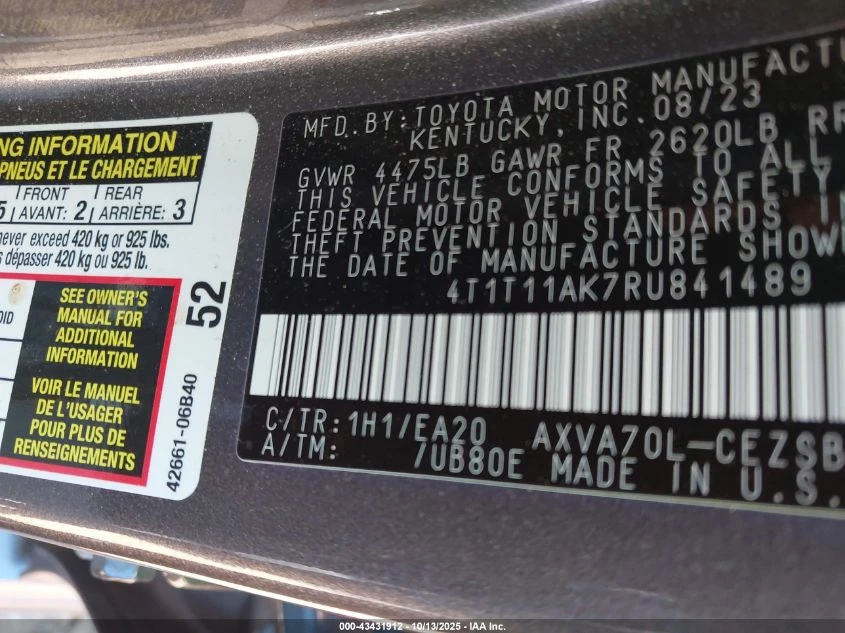 NG INFORMATION
PNEUS ET LE CHARGEMENT
5 FRONT AVANT: 2 REAR ARRIÈRE: 3
never exceed 420 kg or 925 lbs.
s dépasser 420 kg ou 925 lb.
OID
SEE OWNER'S
MANUAL FOR
ADDITIONAL
INFORMATION
VOIR LE MANUEL
DE L'USAGER
POUR PLUS DE
RENSEIGNEMENTS
52
42661-06B40
MFD.BY:TOYOTA MOTOR MANUFACTU
KENTUCKY, INC. 08/23
GVWR 4475LB GAWR FR 2620LB RR
THIS VEHICLE CONFORMS TO ALL
FEDERAL MOTOR VEHICLE SAFETY
THEFT PREVENTION STANDARDS I
THE DATE OF MANUFACTURE SHOW
4T1T11AK7RU841489
C/TR: 1H1/EA20 AXVA70L-CEZSB
A/TM: /UB80E MADE IN U.S.
000-43431912 - 10/13/2025 - IAA Inc.